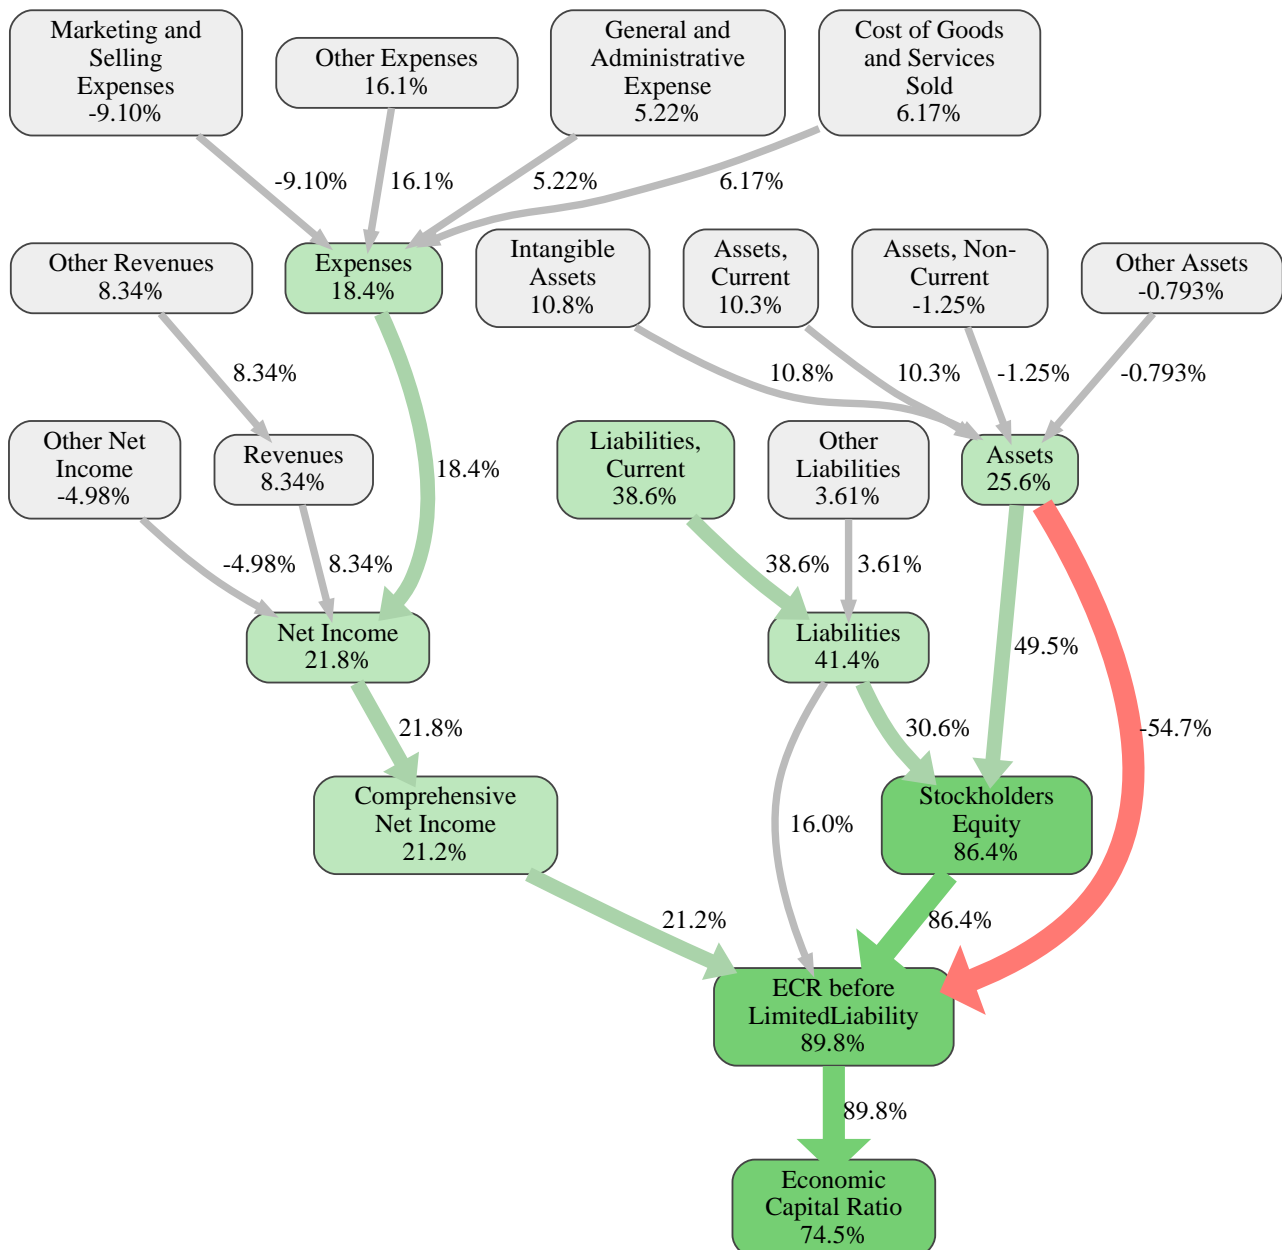 Marketing and
Selling
Expenses
-9.10%
Other Expenses
16.1%
General and
Administrative
Expense
5.22%
Cost of Goods
and Services
Sold
6.17%
-9.10%
16.1%
5.22%
6.17%
Other Revenues
8.34%
Expenses
18.4%
Intangible
Assets
10.8%
Assets,
Current
10.3%
Assets, Non-
Current
-1.25%
Other Assets
-0.793%
8.34%
10.8%
10.3%
-1.25%
-0.793%
Other Net
Income
-4.98%
Revenues
8.34%
18.4%
Liabilities,
Current
38.6%
Other
Liabilities
3.61%
Assets
25.6%
-4.98%
8.34%
38.6%
3.61%
Net Income
21.8%
Liabilities
41.4%
49.5%
21.8%
30.6%
-54.7%
Comprehensive
Net Income
21.2%
16.0%
Stockholders
Equity
86.4%
21.2%
86.4%
ECR before
LimitedLiability
89.8%
89.8%
Economic
Capital Ratio
74.5%